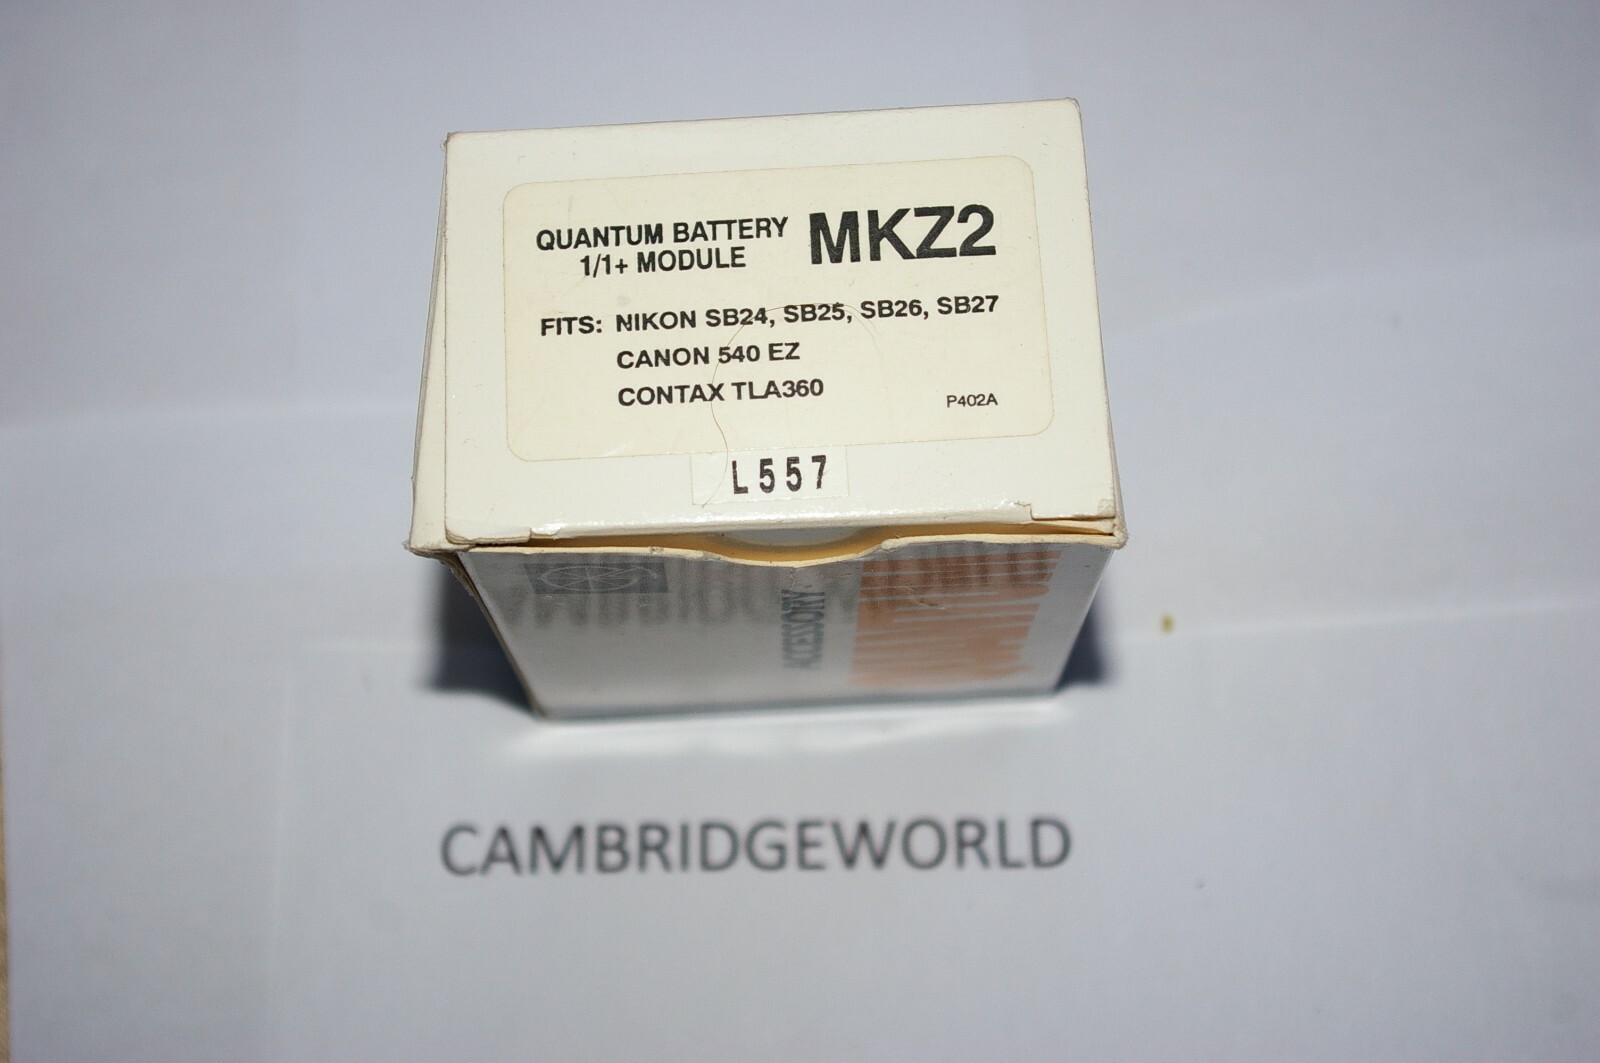 QUANTUM BATTERY MKZ2
1/1+ MODULE
FITS: NIKON SB24, SB25, SB26, SB27
CANON 540 EZ
CONTAX TLA360
P402A
L557
ACCESSORY
CAMBRIDGEWORLD